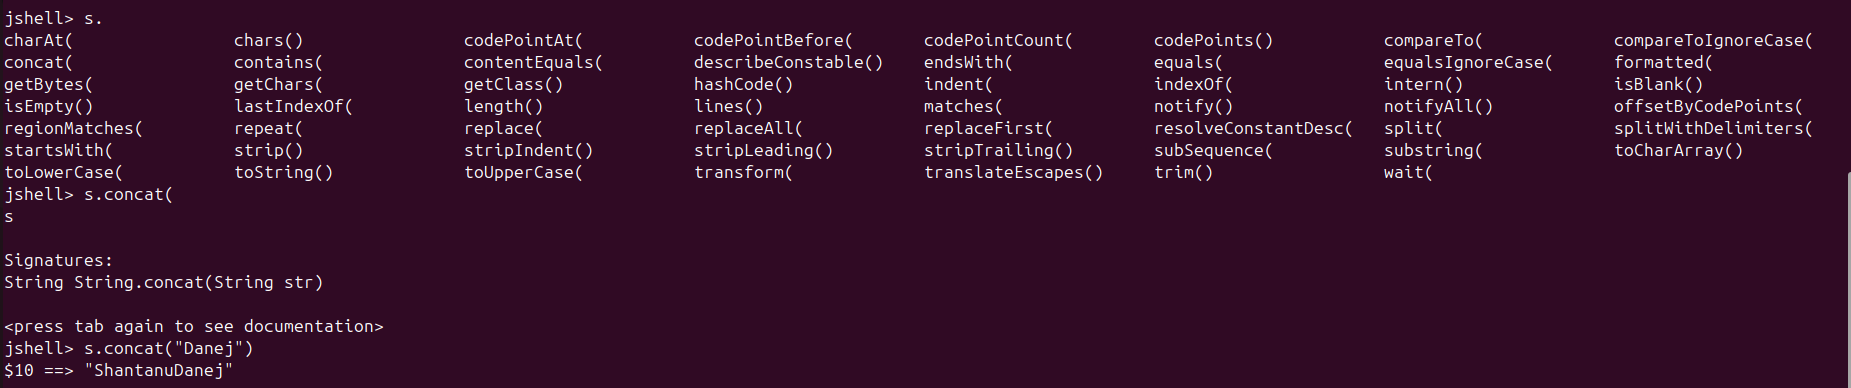 jshell> s.
charAt( chars() codePointAt( codePointBefore( codePointCount( codePoints() compareTo( compareToIgnoreCase(
concat( contains( contentEquals( describeConstable() endsWith( equals( equalsIgnoreCase( formatted(
getBytes( getChars( getClass() hashCode() indent( indexOf( intern() isBlank()
isEmpty() lastIndexOf( length() lines() matches( notify() notifyAll() offsetByCodePoints(
regionMatches( repeat( replace( replaceAll( replaceFirst( resolveConstantDesc( split( splitWithDelimiters(
startsWith( strip() stripIndent() stripLeading() stripTrailing() subSequence( substring( toCharArray()
toLowerCase( toString() toUpperCase( transform( translateEscapes() trim() wait(
jshell> s.concat(
s
Signatures:
String String.concat(String str)
<press tab again to see documentation>
jshell> s.concat("Danej")
$10 ==> "ShantanuDanej"